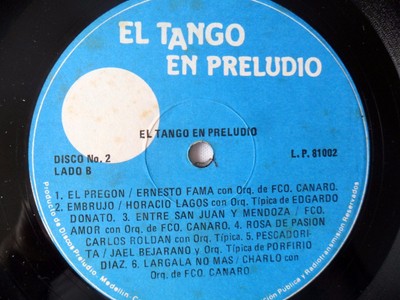 EL TANGO
EN PRELUDIO
EL TANGO EN PRELUDIO
DISCO No. 2
LADO B
L. P. 81002
1. EL PREGON / ERNESTO FAMA con Orq. de FCO. CANARO.
2. EMBRUJO / HORACIO LAGOS con Orq. Típica de EDGARDO
DONATO. 3. ENTRE SAN JUAN Y MENDOZA / FCO.
AMOR con Orq. de FCO. CANARO. 4. ROSA DE PASION
CARLOS ROLDAN con Orq. Típica. 5. PESCADORI-
TA / JAEL BEJARANO y Orq. Típica de PORFIRIO
DIAZ. 6. LARGALA NO MAS / CHARLO con
Orq. de FCO. CANARO
Producto de Discos Preludio, Medellín
Pública y Radiotransmisión Reservados